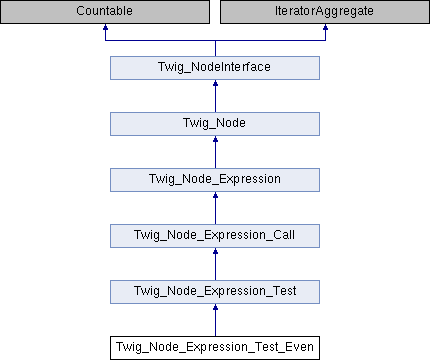 Countable
IteratorAggregate
Twig_NodeInterface
Twig_Node
Twig_Node_Expression
Twig_Node_Expression_Call
Twig_Node_Expression_Test
Twig_Node_Expression_Test_Even